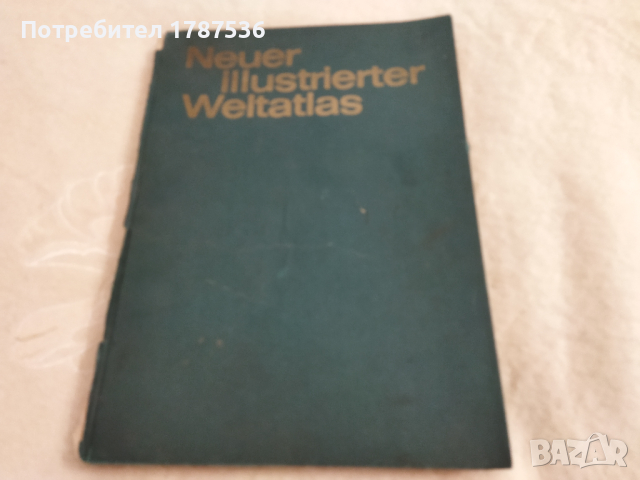 Потребител 1787536
Neuer
illustrierter
Weltatlas
BAZAR